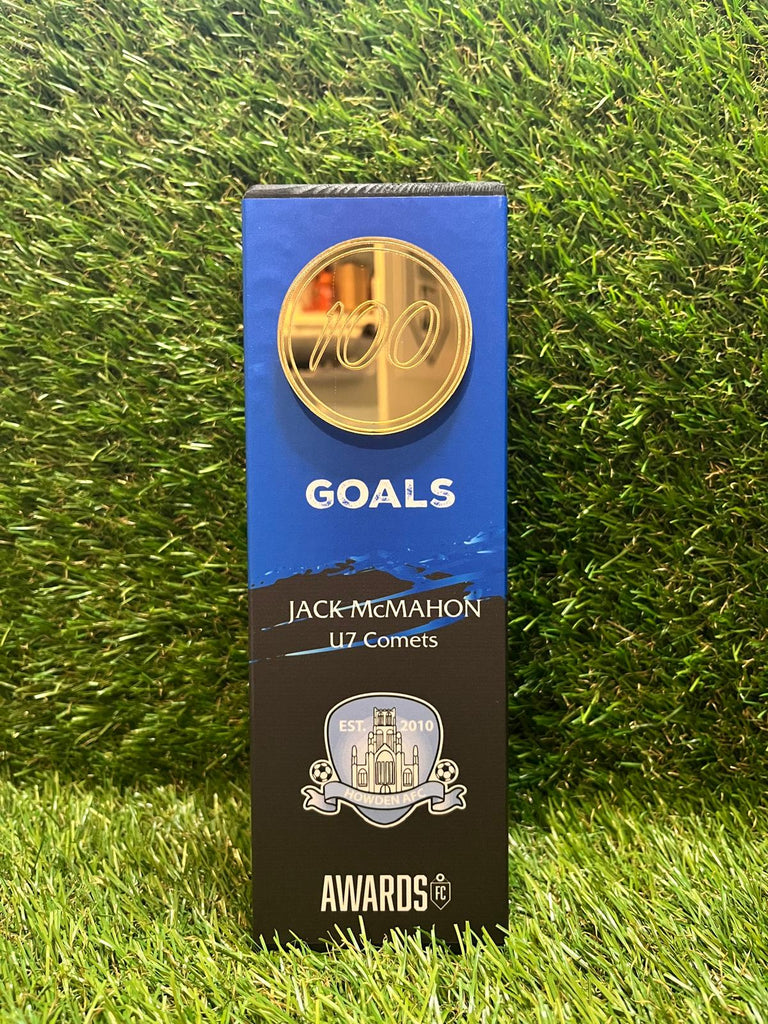 100
GOALS
JACK McMAHON
U7 Comets
EST. 2010
HOWDEN AFC
AWARDS FC